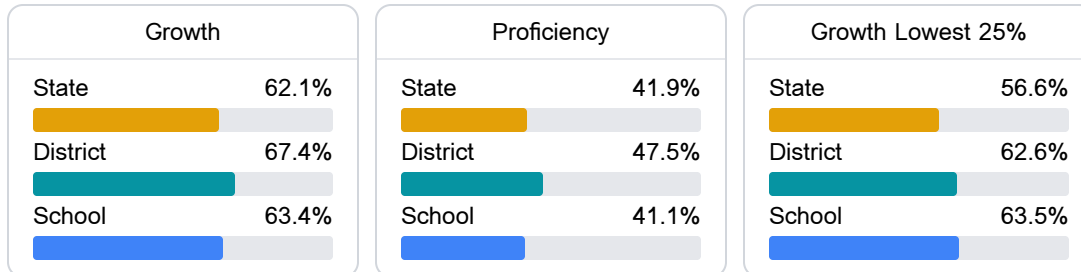 Growth
State 62.1%
District 67.4%
School 63.4%
Proficiency
State 41.9%
District 47.5%
School 41.1%
Growth Lowest 25%
State 56.6%
District 62.6%
School 63.5%